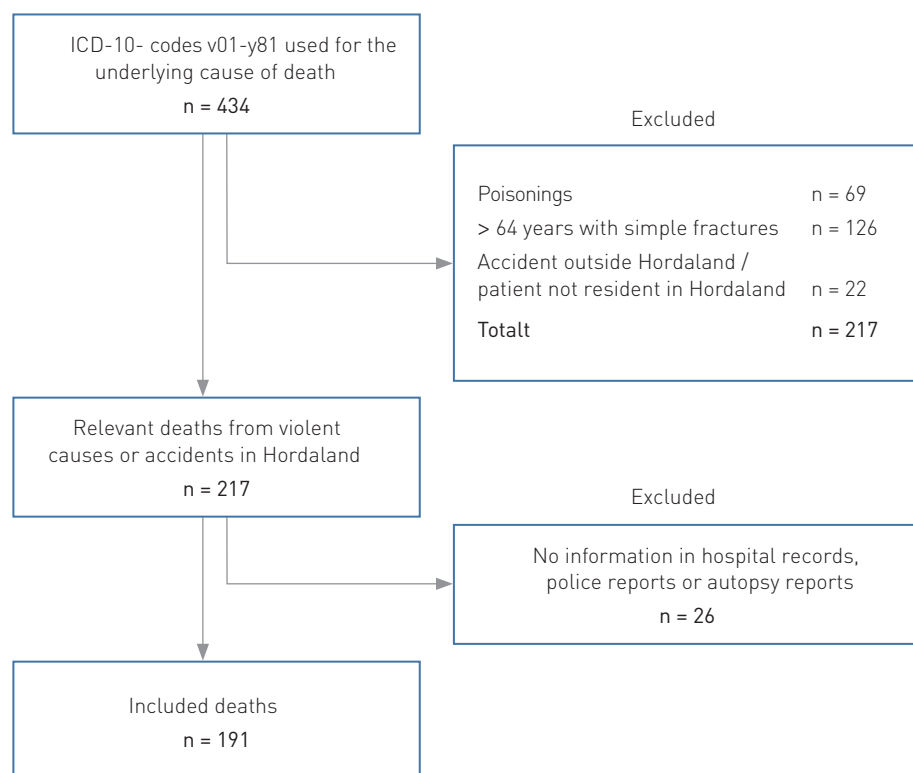 ICD-10- codes v01-y81 used for the
underlying cause of death
n = 434
Excluded
Poisonings n = 69
> 64 years with simple fractures n = 126
Accident outside Hordaland /
patient not resident in Hordaland n = 22
Totalt n = 217
Relevant deaths from violent
causes or accidents in Hordaland
n = 217
Excluded
No information in hospital records,
police reports or autopsy reports
n = 26
Included deaths
n = 191